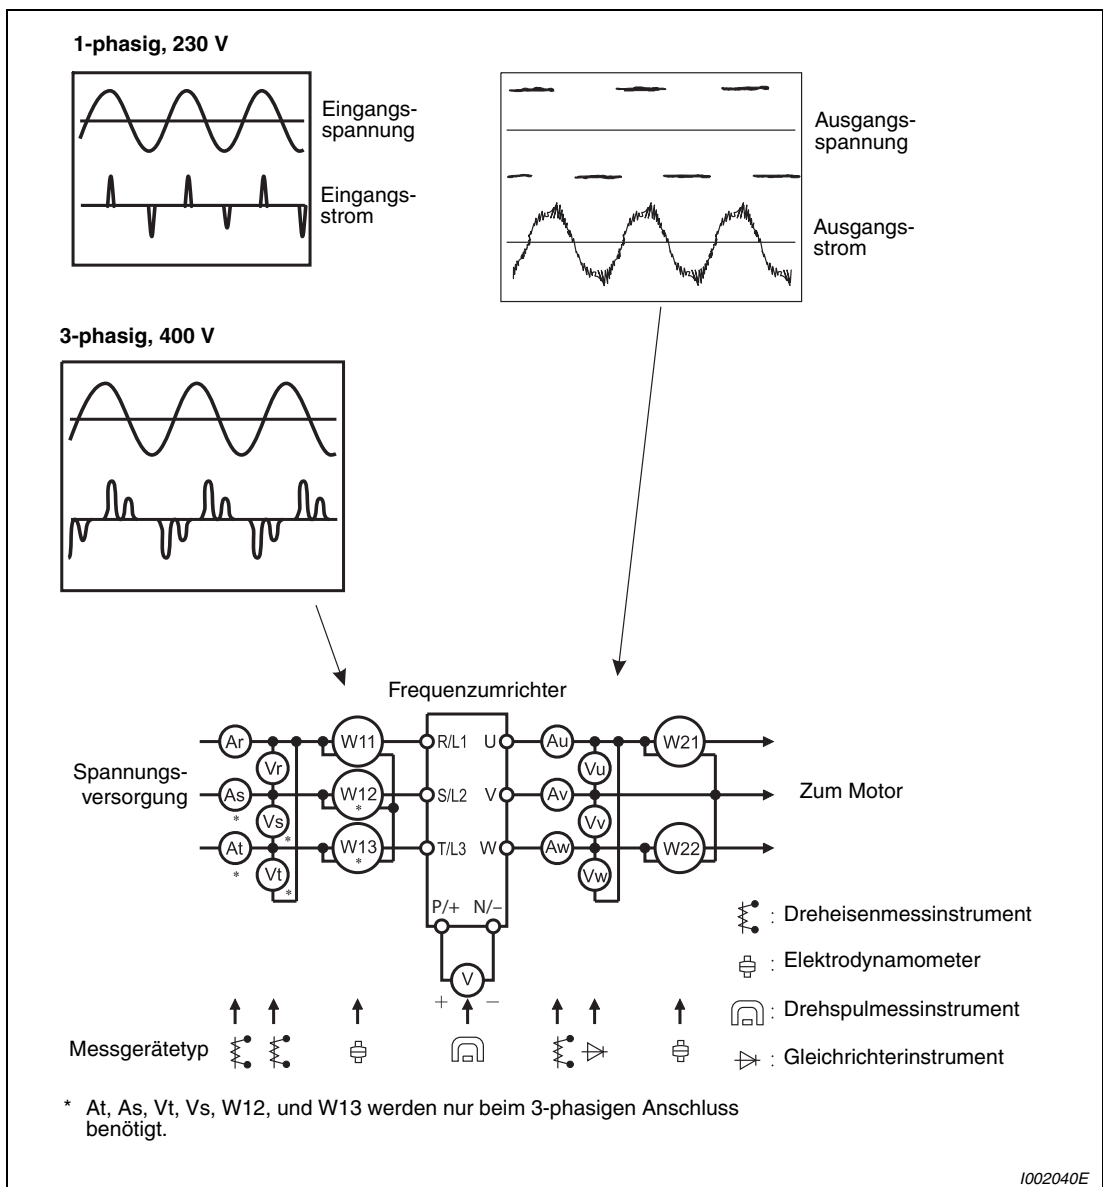 1-phasig, 230 V
Eingangs-
spannung
Eingangs-
strom
Ausgangs-
spannung
Ausgangs-
strom
3-phasig, 400 V
Frequenzumrichter
Spannungs-
versorgung
Ar
Vr
As
*
Vs
*
At
*
Vt
*
W11
W12
*
W13
*
R/L1
S/L2
T/L3
U
V
W
P/+ N/–
V
+ –
Au
Vu
Av
Vv
Aw
Vw
W21
W22
Zum Motor
: Dreheisenmessinstrument
: Elektrodynamometer
: Drehspulmessinstrument
: Gleichrichterinstrument
Messgerätetyp
* At, As, Vt, Vs, W12, und W13 werden nur beim 3-phasigen Anschluss
benötigt.
I002040E